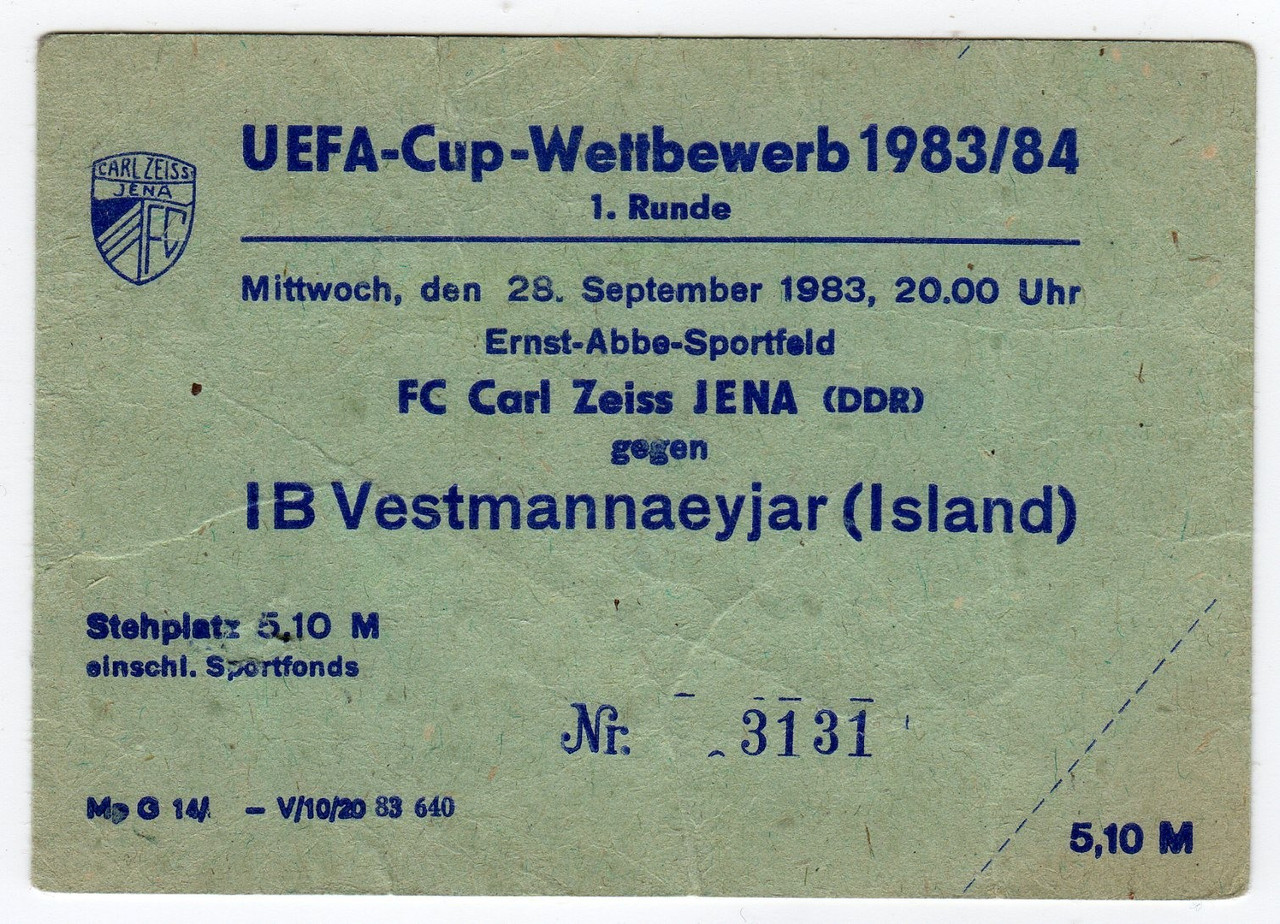 CARL ZEISS
JENA
FC
UEFA-Cup-Wettbewerb 1983/84
1. Runde
Mittwoch, den 28. September 1983, 20.00 Uhr
Ernst-Abbe-Sportfeld
FC Carl Zeiss JENA (DDR)
gegen
IB Vestmannaeyjar (Island)
Stehplatz 5,10 M
einschl. Sportfonds
Nr. 3131
G 14/ — V/10/20 83 640
5,10 M